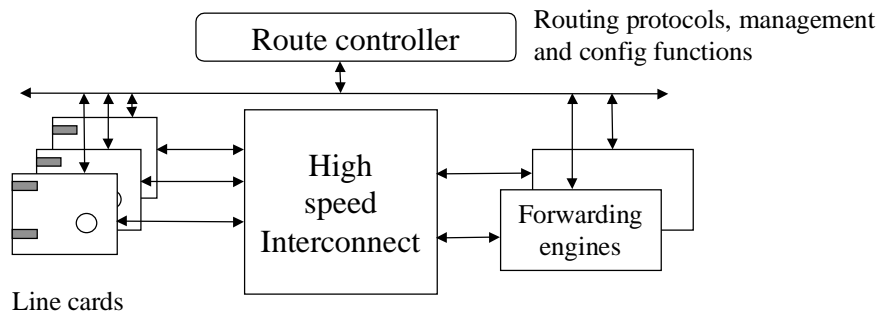 Route controller
Routing protocols, management
and config functions
High
speed
Interconnect
Forwarding
engines
Line cards